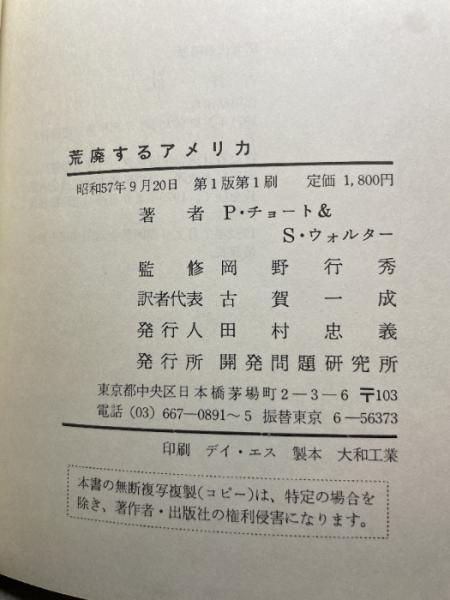 荒廃するアメリカ
昭和57年9月20日　第1版第1刷　定価 1,800円
著　者　P・チョート&
S・ウォルター
監　修　岡　野　行　秀
訳者代表　古　賀　一　成
発行人　田　村　忠　義
発行所　開発問題研究所
東京都中央区日本橋茅場町2－3－6　〒103
電話 (03) 667―0891～5　振替東京　6―56373
印刷　デイ・エス　製本　大和工業
本書の無断複写複製(コピー)は、特定の場合を
除き、著作者・出版社の権利侵害になります。